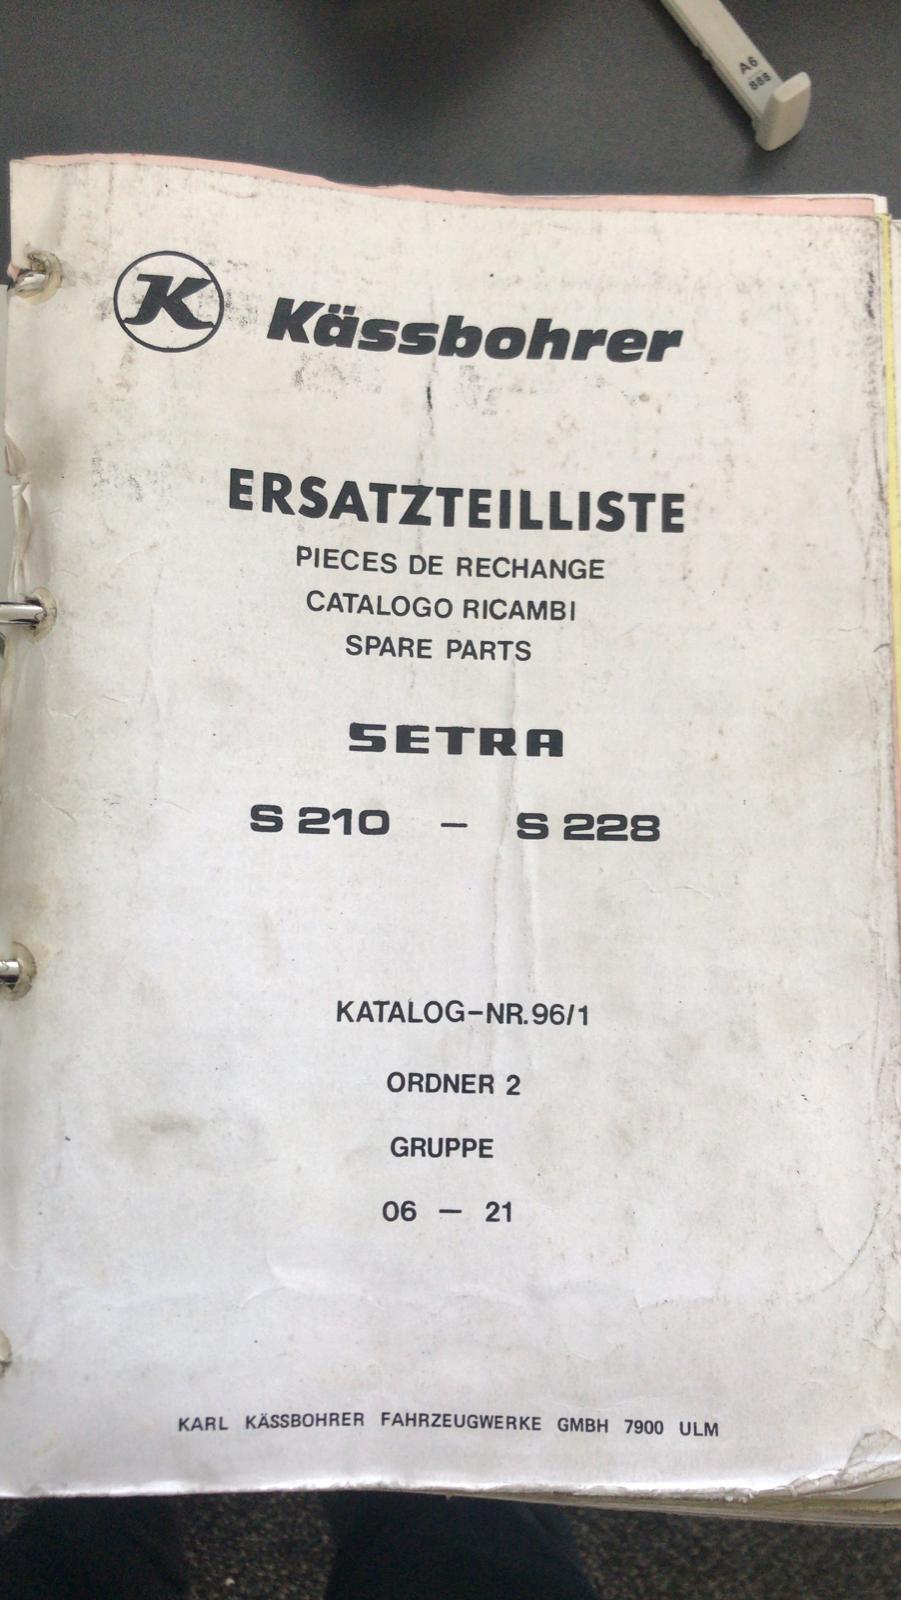 A6
888
K
Kässbohrer
ERSATZTEILLISTE
PIECES DE RECHANGE
CATALOGO RICAMBI
SPARE PARTS
SETRA
S 210 – S 228
KATALOG-NR.96/1
ORDNER 2
GRUPPE
06 – 21
KARL KÄSSBOHRER FAHRZEUGWERKE GMBH 7900 ULM